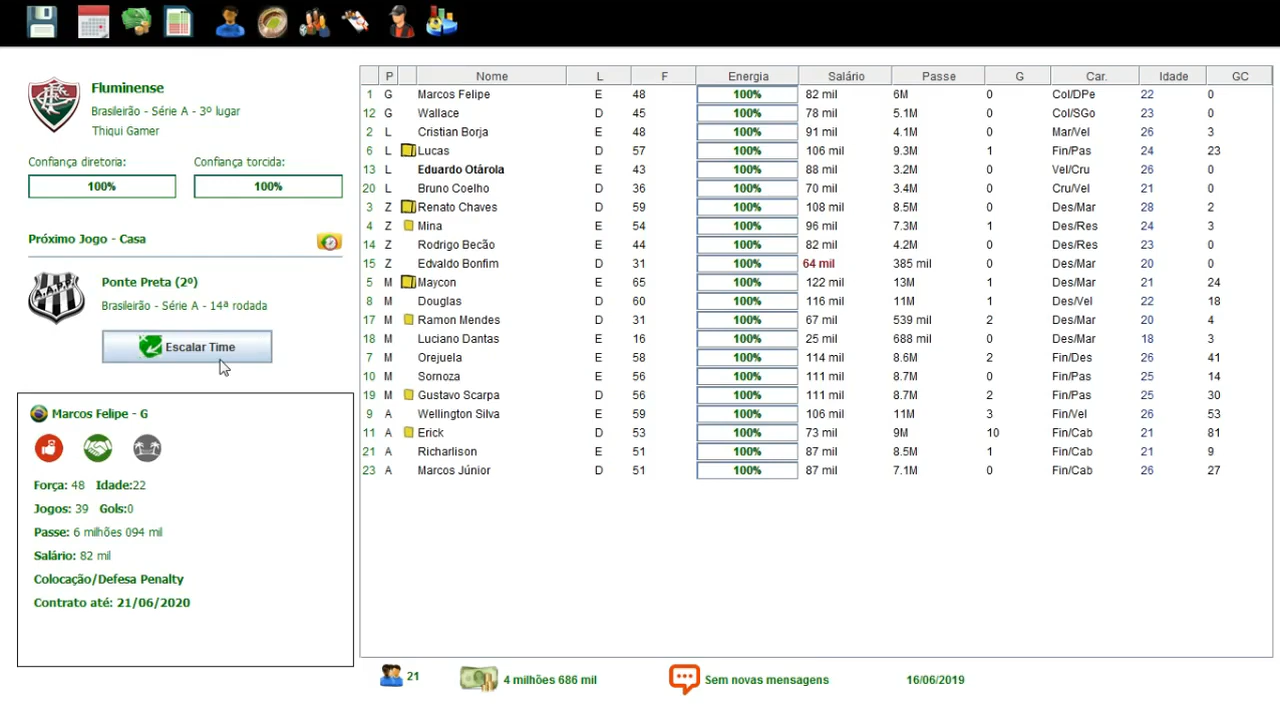 Fluminense
Brasileirão - Série A - 3º lugar
Thiqui Gamer
Confiança diretoria: Confiança torcida:
100% 100%
Próximo Jogo - Casa
A.A.P.P.
Ponte Preta (2º)
Brasileirão - Série A - 14ª rodada
Escalar Time
Marcos Felipe - G
Força: 48 Idade:22
Jogos: 39 Gols:0
Passe: 6 milhões 094 mil
Salário: 82 mil
Colocação/Defesa Penalty
Contrato até: 21/06/2020
P Nome L F Energia Salário Passe G Car. Idade GC
1 G Marcos Felipe E 48 100% 82 mil 6M 0 Col/DPe 22 0
12 G Wallace D 45 100% 78 mil 5.1M 0 Col/SGo 23 0
2 L Cristian Borja E 48 100% 91 mil 4.1M 0 Mar/Vel 26 3
6 L Lucas D 57 100% 106 mil 9.3M 1 Fin/Pas 24 23
13 L Eduardo Otárola E 43 100% 88 mil 3.2M 0 Vel/Cru 26 0
20 L Bruno Coelho D 36 100% 70 mil 3.4M 0 Cru/Vel 21 0
3 Z Renato Chaves D 59 100% 108 mil 8.5M 0 Des/Mar 28 2
4 Z Mina E 54 100% 96 mil 7.3M 1 Des/Res 24 3
14 Z Rodrigo Becão E 44 100% 82 mil 4.2M 0 Des/Res 23 0
15 Z Edvaldo Bonfim D 31 100% 64 mil 385 mil 0 Des/Mar 20 0
5 M Maycon E 65 100% 122 mil 13M 1 Des/Mar 21 24
8 M Douglas D 60 100% 116 mil 11M 1 Des/Vel 22 18
17 M Ramon Mendes D 31 100% 67 mil 539 mil 2 Des/Mar 20 4
18 M Luciano Dantas E 16 100% 25 mil 688 mil 0 Des/Mar 18 3
7 M Orejuela E 58 100% 114 mil 8.6M 2 Fin/Des 26 41
10 M Sornoza E 56 100% 111 mil 8.7M 0 Fin/Pas 26 14
19 M Gustavo Scarpa D 56 100% 111 mil 8.7M 2 Fin/Pas 25 30
9 A Wellington Silva E 59 100% 106 mil 11M 3 Fin/Vel 26 53
11 A Erick D 53 100% 73 mil 9M 10 Fin/Cab 21 81
21 A Richarlison E 51 100% 87 mil 8.5M 1 Fin/Cab 21 9
23 A Marcos Júnior D 51 100% 87 mil 7.1M 0 Fin/Cab 26 27
21 4 milhões 686 mil Sem novas mensagens 16/06/2019